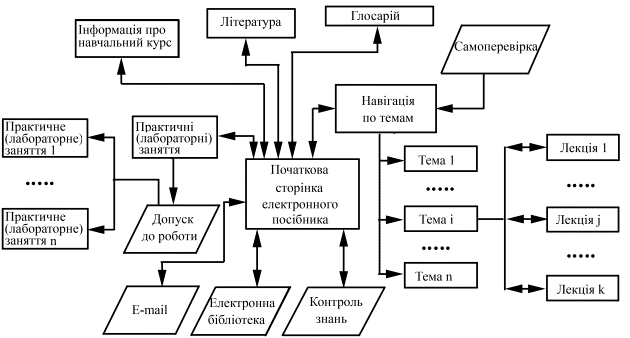 Інформація про
навчальний курс
Література
Глосарій
Самоперевірка
Навігація
по темам
Практичне
(лабораторне)
заняття 1
.....
Практичне
(лабораторне)
заняття n
Практичні
(лабораторні)
заняття
Допуск
до роботи
Початкова
сторінка
електронного
посібника
Тема 1
.....
Тема i
.....
Тема n
Лекція 1
.....
Лекція j
.....
Лекція k
E-mail
Електронна
бібліотека
Контроль
знань